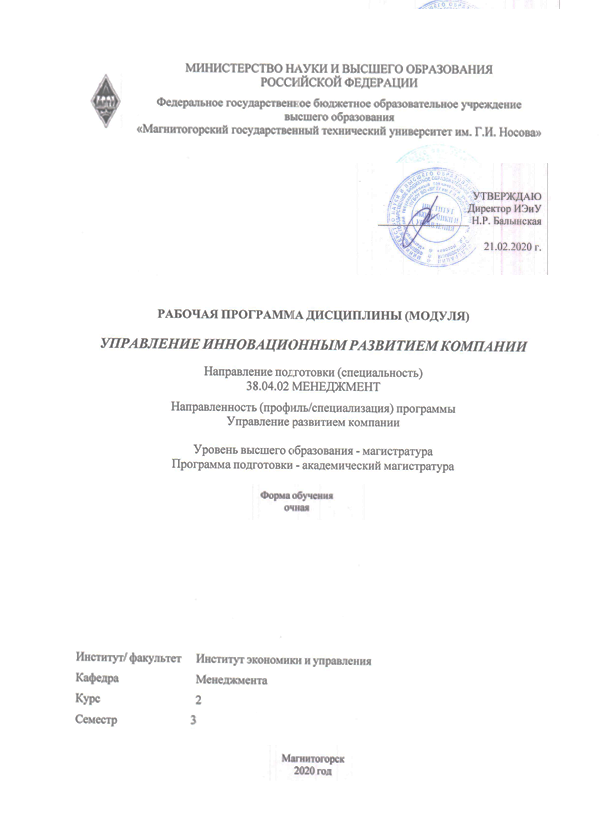 МИНИСТЕРСТВО НАУКИ И ВЫСШЕГО ОБРАЗОВАНИЯ
РОССИЙСКОЙ ФЕДЕРАЦИИ
Федеральное государственное бюджетное образовательное учреждение
высшего образования
«Магнитогорский государственный технический университет им. Г.И. Носова»
УТВЕРЖДАЮ
Директор ИЭиУ
Н.Р. Балынская
21.02.2020 г.
РАБОЧАЯ ПРОГРАММА ДИСЦИПЛИНЫ (МОДУЛЯ)
УПРАВЛЕНИЕ ИННОВАЦИОННЫМ РАЗВИТИЕМ КОМПАНИИ
Направление подготовки (специальность)
38.04.02 МЕНЕДЖМЕНТ
Направленность (профиль/специализация) программы
Управление развитием компании
Уровень высшего образования - магистратура
Программа подготовки - академический магистратура
Форма обучения
очная
Институт/ факультет Институт экономики и управления
Кафедра Менеджмента
Курс 2
Семестр 3
Магнитогорск
2020 год